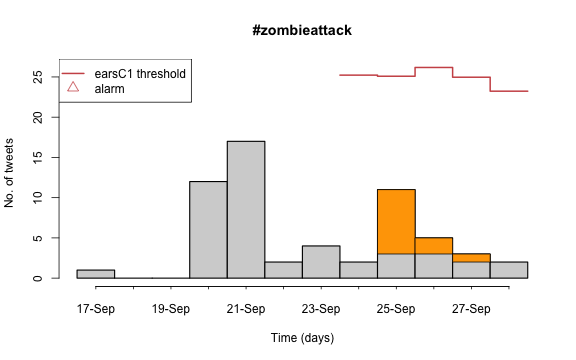 #zombieattack
earsC1 threshold
alarm
No. of tweets
25
20
15
10
5
0
17-Sep 19-Sep 21-Sep 23-Sep 25-Sep 27-Sep
Time (days)